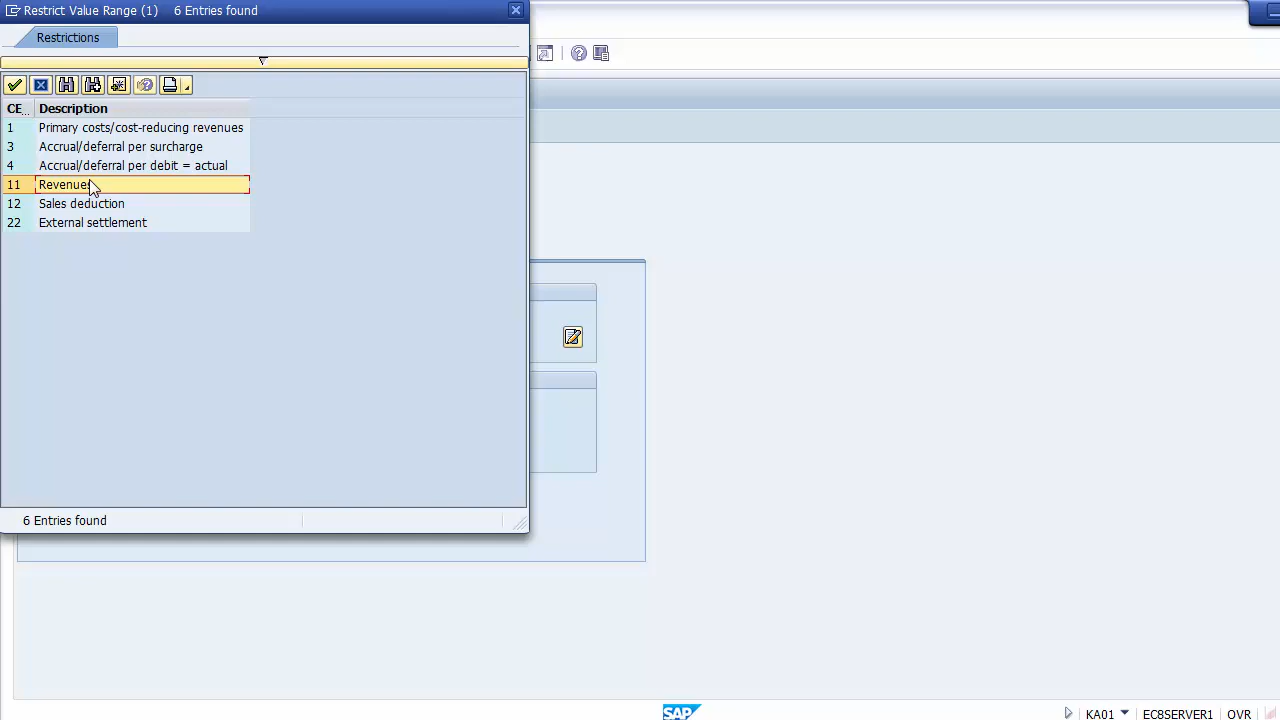 Restrict Value Range (1) 6 Entries found
Restrictions
CE... Description
1 Primary costs/cost-reducing revenues
3 Accrual/deferral per surcharge
4 Accrual/deferral per debit = actual
11 Revenues
12 Sales deduction
22 External settlement
6 Entries found
SAP KA01 EC8SERVER1 OVR